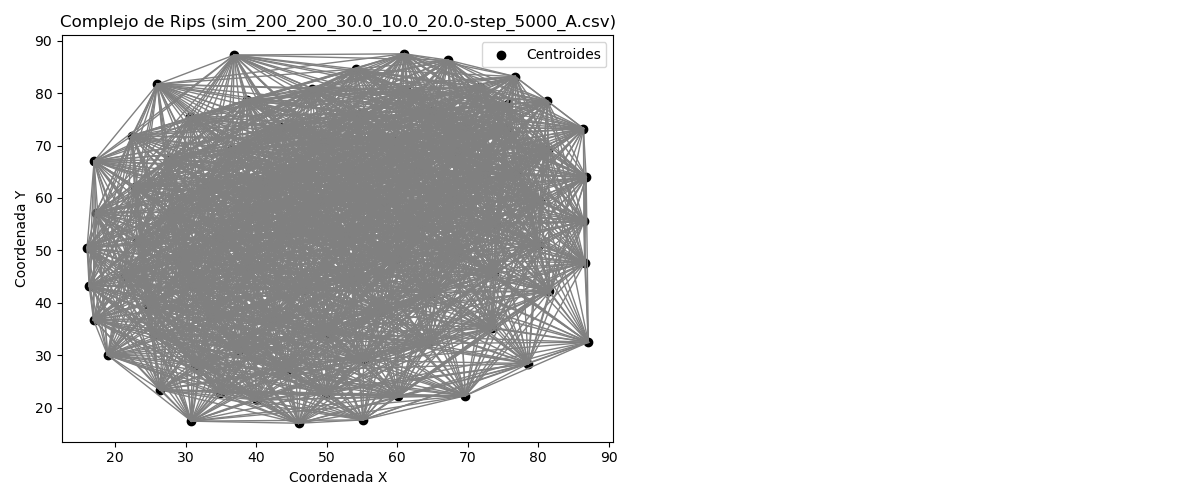 Complejo de Rips (sim_200_200_30.0_10.0_20.0-step_5000_A.csv)
90
Centroides
80
70
60
50
40
30
20
Coordenada Y
20 30 40 50 60 70 80 90
Coordenada X